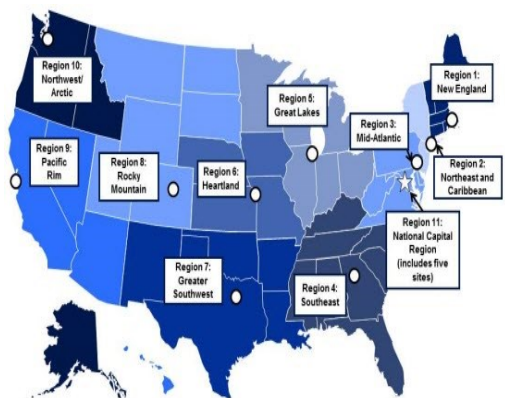 Region 10:
Northwest/
Arctic
Region 9:
Pacific
Rim
Region 8:
Rocky
Mountain
Region 6:
Heartland
Region 7:
Greater
Southwest
Region 5:
Great Lakes
Region 4:
Southeast
Region 3:
Mid-Atlantic
Region 1:
New England
Region 2:
Northeast and
Caribbean
Region 11:
National Capital
Region
(includes five
sites)